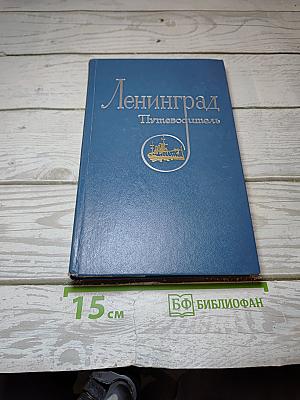 Ленинград
Путеводитель
15 см
БФ БИБЛИОФАН